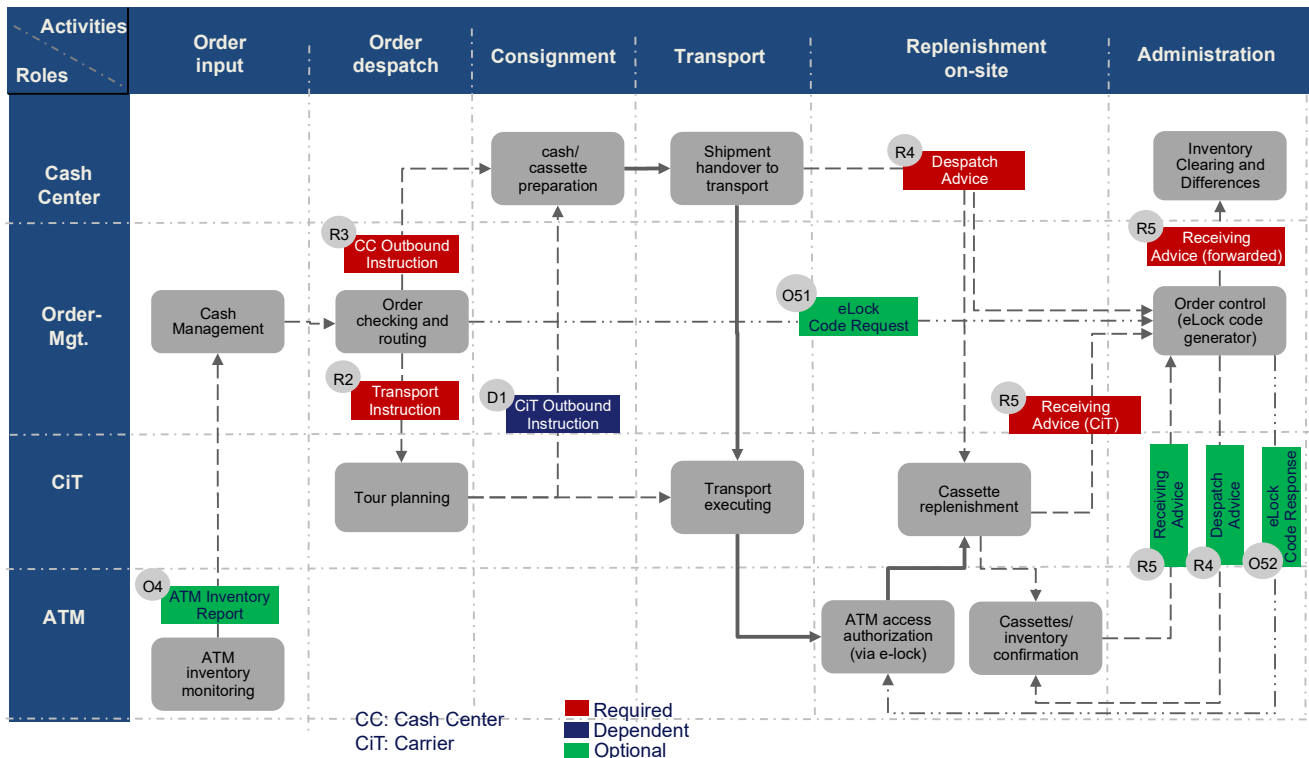 Activities
Roles
Order
input
Order
despatch
Consignment
Transport
Replenishment
on-site
Administration
Cash
Center
cash/
cassette
preparation
Shipment
handover to
transport
R4
Despatch
Advice
Inventory
Clearing and
Differences
Order-
Mgt.
R3
CC Outbound
Instruction
R5
Receiving
Advice (forwarded)
Cash
Management
Order
checking and
routing
O51
eLock
Code Request
Order control
(eLock code
generator)
R2
Transport
Instruction
D1
CiT Outbound
Instruction
R5
Receiving
Advice (CiT)
CiT
Tour planning
Transport
executing
Cassette
replenishment
Receiving
Advice
R5
Despatch
Advice
R4
eLock
Code Response
O52
ATM
O4
ATM Inventory
Report
ATM
inventory
monitoring
ATM access
authorization
(via e-lock)
Cassettes/
inventory
confirmation
CC: Cash Center
CiT: Carrier
Required
Dependent
Optional